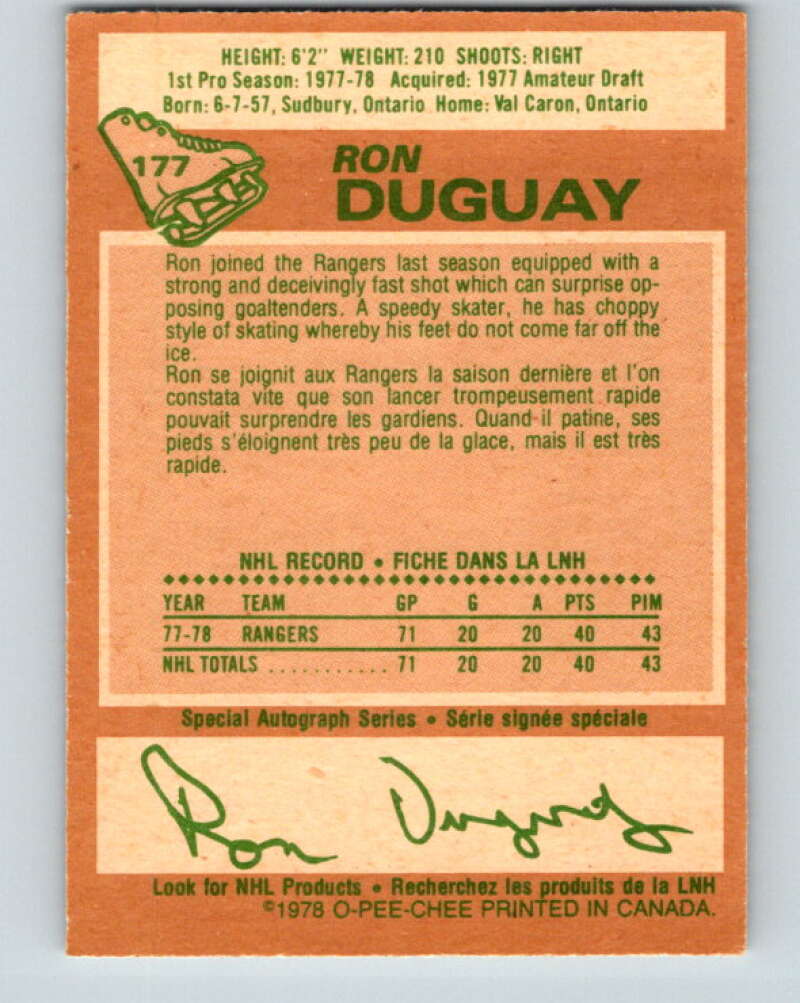 HEIGHT: 6'2" WEIGHT: 210 SHOOTS: RIGHT
1st Pro Season: 1977-78 Acquired: 1977 Amateur Draft
Born: 6-7-57, Sudbury, Ontario Home: Val Caron, Ontario
177
RON
DUGUAY
Ron joined the Rangers last season equipped with a
strong and deceivingly fast shot which can surprise op-
posing goaltenders. A speedy skater, he has choppy
style of skating whereby his feet do not come far off the
ice.
Ron se joignit aux Rangers la saison dernière et l'on
constata vite que son lancer trompeusement rapide
pouvait surprendre les gardiens. Quand il patine, ses
pieds s'éloignent très peu de la glace, mais il est très
rapide.
NHL RECORD • FICHE DANS LA LNH
YEAR TEAM GP G A PTS PIM
77-78 RANGERS 71 20 20 40 43
NHL TOTALS ........... 71 20 20 40 43
Special Autograph Series • Série signée spéciale
Ron Duguay
Look for NHL Products • Recherchez les produits de la LNH
©1978 O-PEE-CHEE PRINTED IN CANADA.